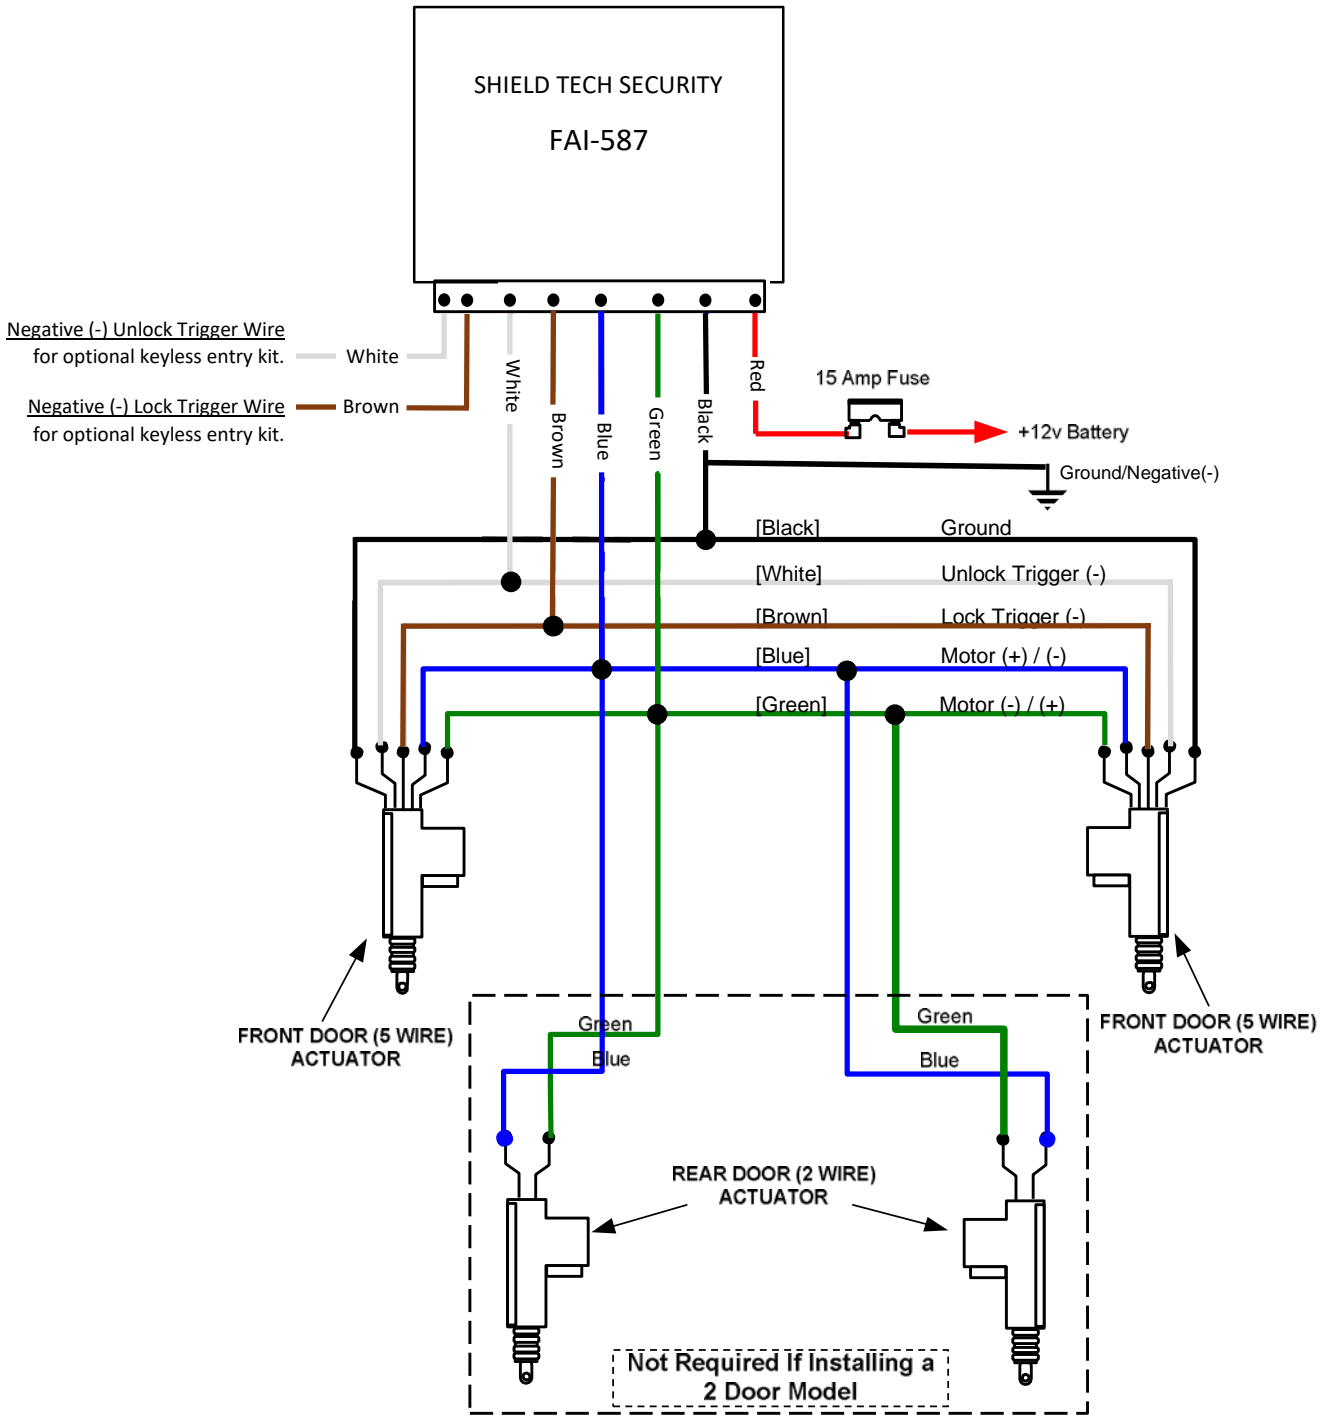 SHIELD TECH SECURITY
FAI-587
Negative (-) Unlock Trigger Wire
for optional keyless entry kit.
White
Negative (-) Lock Trigger Wire
for optional keyless entry kit.
Brown
White
Brown
Blue
Green
Black
Red
15 Amp Fuse
+12v Battery
Ground/Negative(-)
[Black] Ground
[White] Unlock Trigger (-)
[Brown] Lock Trigger (-)
[Blue] Motor (+) / (-)
[Green] Motor (-) / (+)
FRONT DOOR (5 WIRE)
ACTUATOR
FRONT DOOR (5 WIRE)
ACTUATOR
Green
Blue
Green
Blue
REAR DOOR (2 WIRE)
ACTUATOR
Not Required If Installing a
2 Door Model